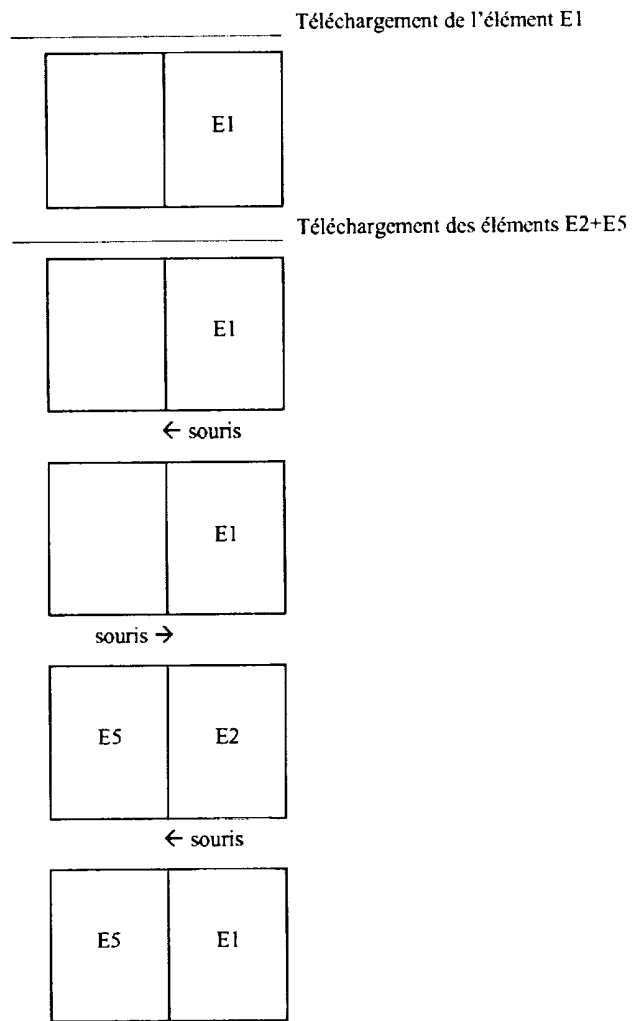 Téléchargement de l'élément E1
E1
Téléchargement des éléments E2+E5
E1
← souris
E1
souris →
E5 E2
← souris
E5 E1